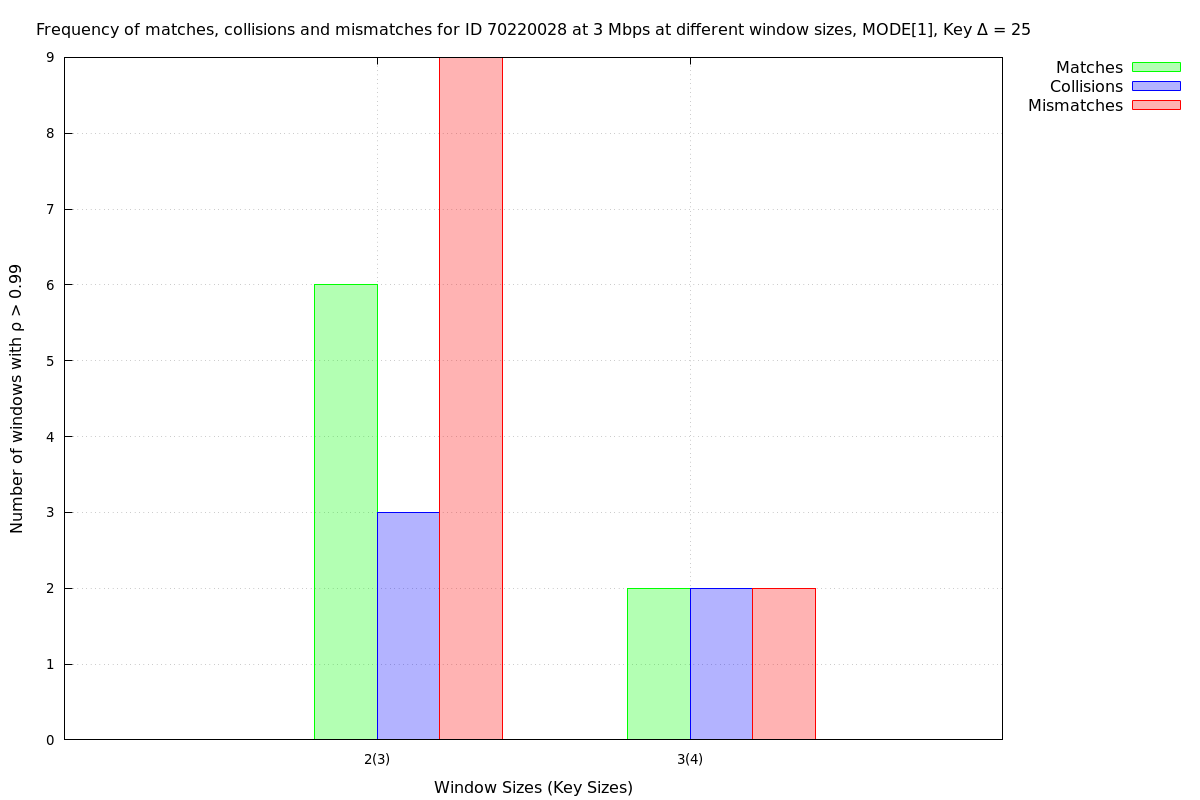 Frequency of matches, collisions and mismatches for ID 70220028 at 3 Mbps at different window sizes, MODE[1], Key Δ = 25
Matches
Collisions
Mismatches
Number of windows with ρ > 0.99
9
8
7
6
5
4
3
2
1
0
2(3)
3(4)
Window Sizes (Key Sizes)